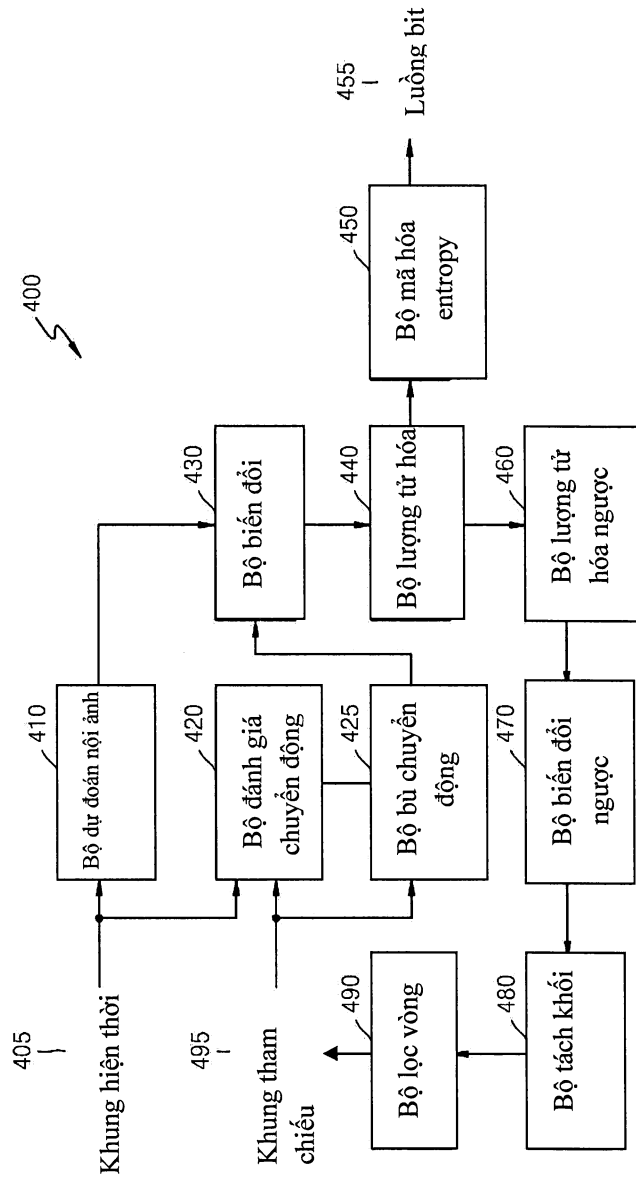 400
405
Khung hiện thời
410
Bộ dự đoán nội ảnh
430
Bộ biến đổi
495
Khung tham
chiếu
420
Bộ đánh giá
chuyển động
425
Bộ bù chuyển
động
440
Bộ lượng tử hóa
450
Bộ mã hóa
entropy
455
Luồng bit
490
Bộ lọc vòng
480
Bộ tách khối
470
Bộ biến đổi
ngược
460
Bộ lượng tử
hóa ngược